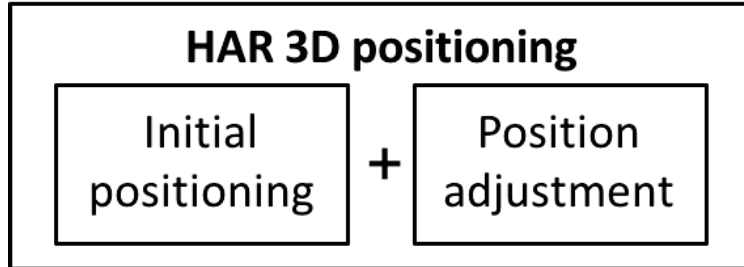 HAR 3D positioning
Initial
positioning
+
Position
adjustment